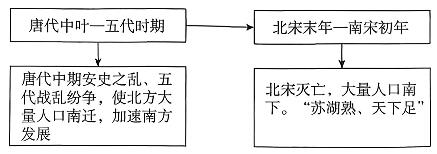 唐代中叶—五代时期
北宋末年—南宋初年
唐代中期安史之乱、五
代战乱纷争，使北方大
量人口南迁，加速南方
发展
北宋灭亡，大量人口南
下。“苏湖熟、天下足”